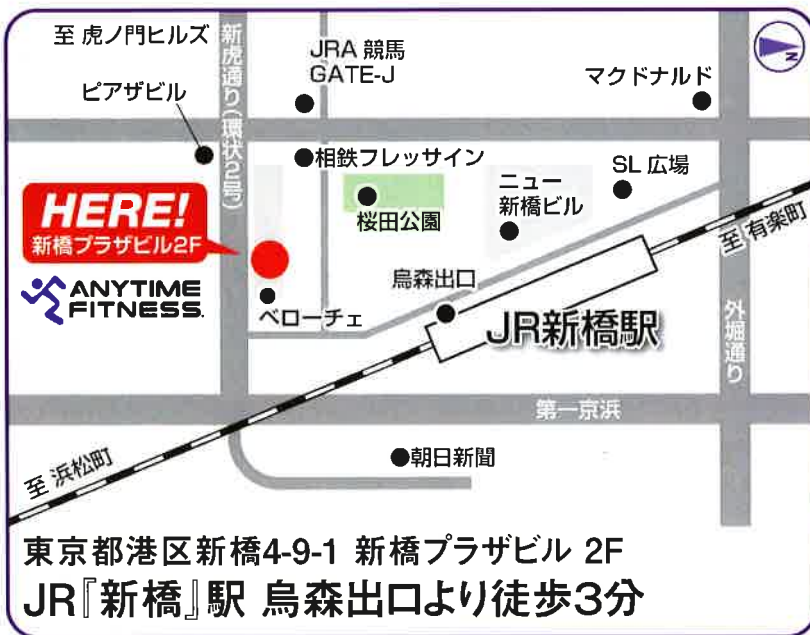 至 虎ノ門ヒルズ
新虎通り(環状2号)
JRA 競馬
GATE-J
マクドナルド
N
ピアザビル
相鉄フレッサイン
SL 広場
ニュー
新橋ビル
桜田公園
HERE!
新橋プラザビル2F
至 有楽町
ANYTIME
FITNESS.
烏森出口
ベローチェ
JR新橋駅
外堀通り
第一京浜
朝日新聞
至 浜松町
東京都港区新橋4-9-1 新橋プラザビル 2F
JR『新橋』駅 烏森出口より徒歩3分